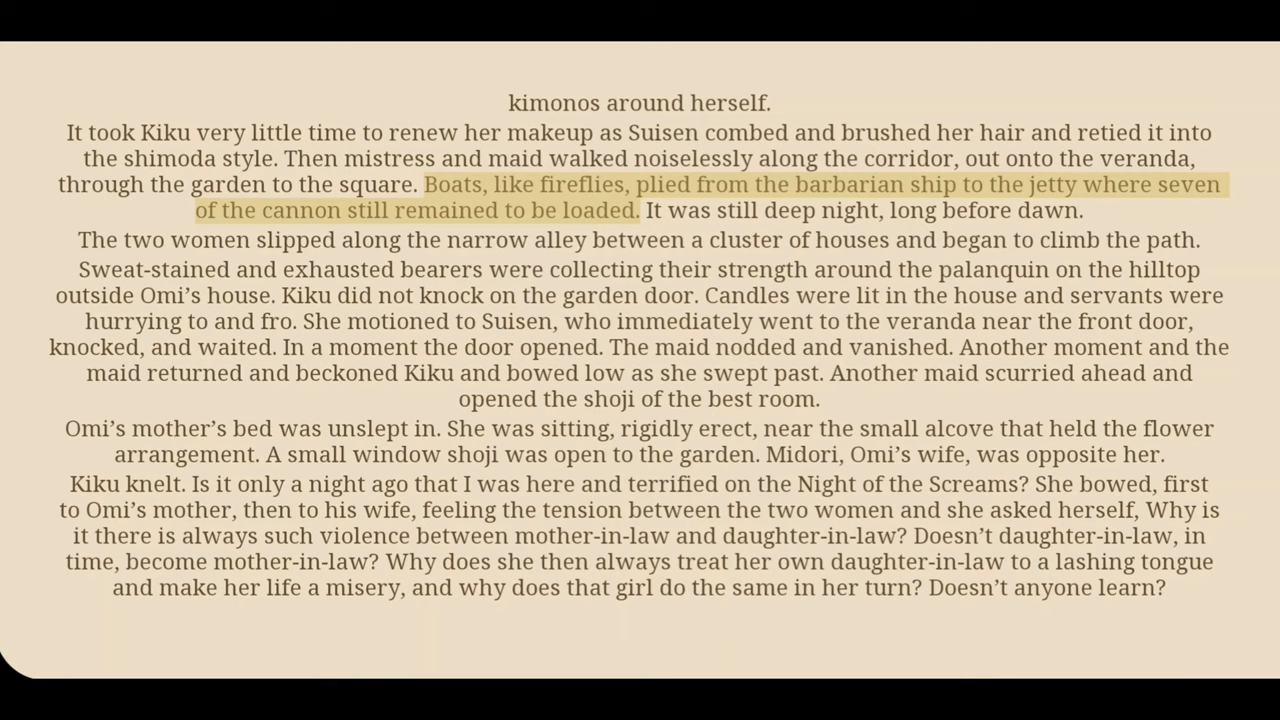 kimonos around herself.
It took Kiku very little time to renew her makeup as Suisen combed and brushed her hair and retied it into
the shimoda style. Then mistress and maid walked noiselessly along the corridor, out onto the veranda,
through the garden to the square. Boats, like fireflies, plied from the barbarian ship to the jetty where seven
of the cannon still remained to be loaded. It was still deep night, long before dawn.
The two women slipped along the narrow alley between a cluster of houses and began to climb the path.
Sweat-stained and exhausted bearers were collecting their strength around the palanquin on the hilltop
outside Omi’s house. Kiku did not knock on the garden door. Candles were lit in the house and servants were
hurrying to and fro. She motioned to Suisen, who immediately went to the veranda near the front door,
knocked, and waited. In a moment the door opened. The maid nodded and vanished. Another moment and the
maid returned and beckoned Kiku and bowed low as she swept past. Another maid scurried ahead and
opened the shoji of the best room.
Omi’s mother’s bed was unslept in. She was sitting, rigidly erect, near the small alcove that held the flower
arrangement. A small window shoji was open to the garden. Midori, Omi’s wife, was opposite her.
Kiku knelt. Is it only a night ago that I was here and terrified on the Night of the Screams? She bowed, first
to Omi’s mother, then to his wife, feeling the tension between the two women and she asked herself, Why is
it there is always such violence between mother-in-law and daughter-in-law? Doesn’t daughter-in-law, in
time, become mother-in-law? Why does she then always treat her own daughter-in-law to a lashing tongue
and make her life a misery, and why does that girl do the same in her turn? Doesn’t anyone learn?